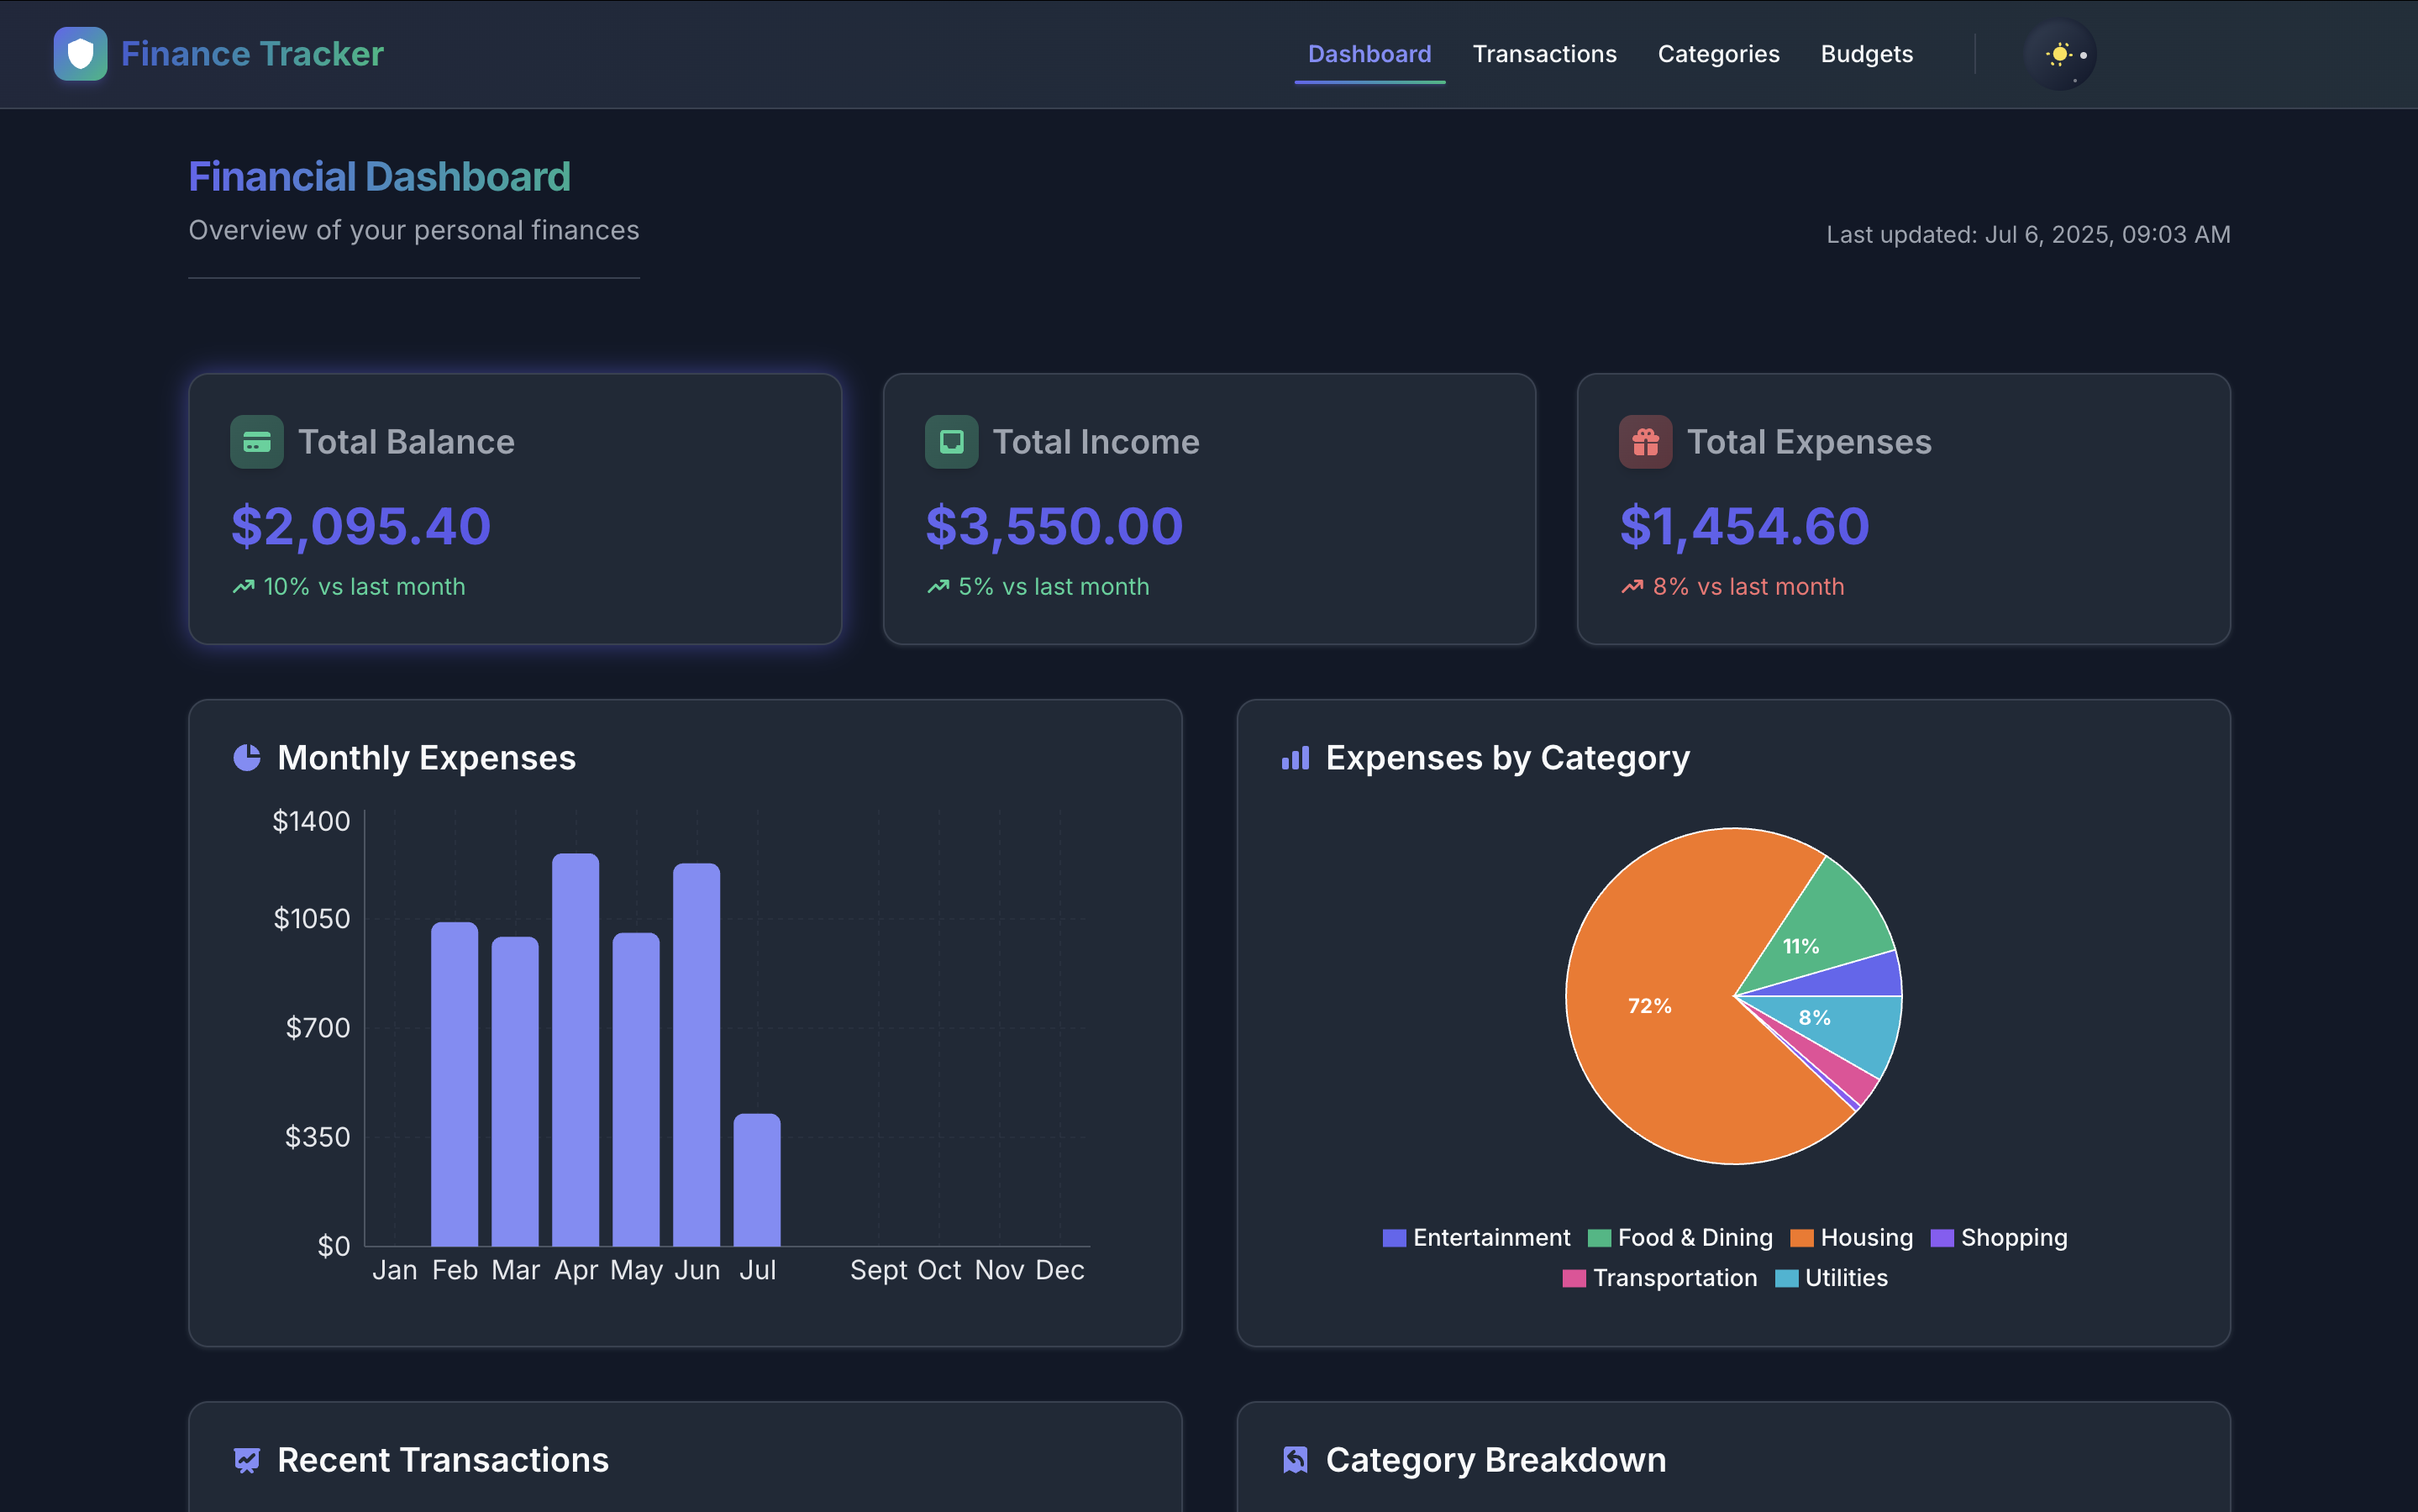 Finance Tracker
Dashboard Transactions Categories Budgets
Financial Dashboard
Overview of your personal finances
Last updated: Jul 6, 2025, 09:03 AM
Total Balance
$2,095.40
10% vs last month
Total Income
$3,550.00
5% vs last month
Total Expenses
$1,454.60
8% vs last month
Monthly Expenses
$1400
$1050
$700
$350
$0
Jan Feb Mar Apr May Jun Jul Sept Oct Nov Dec
Expenses by Category
11%
72%
8%
Entertainment Food & Dining Housing Shopping
Transportation Utilities
Recent Transactions
Category Breakdown